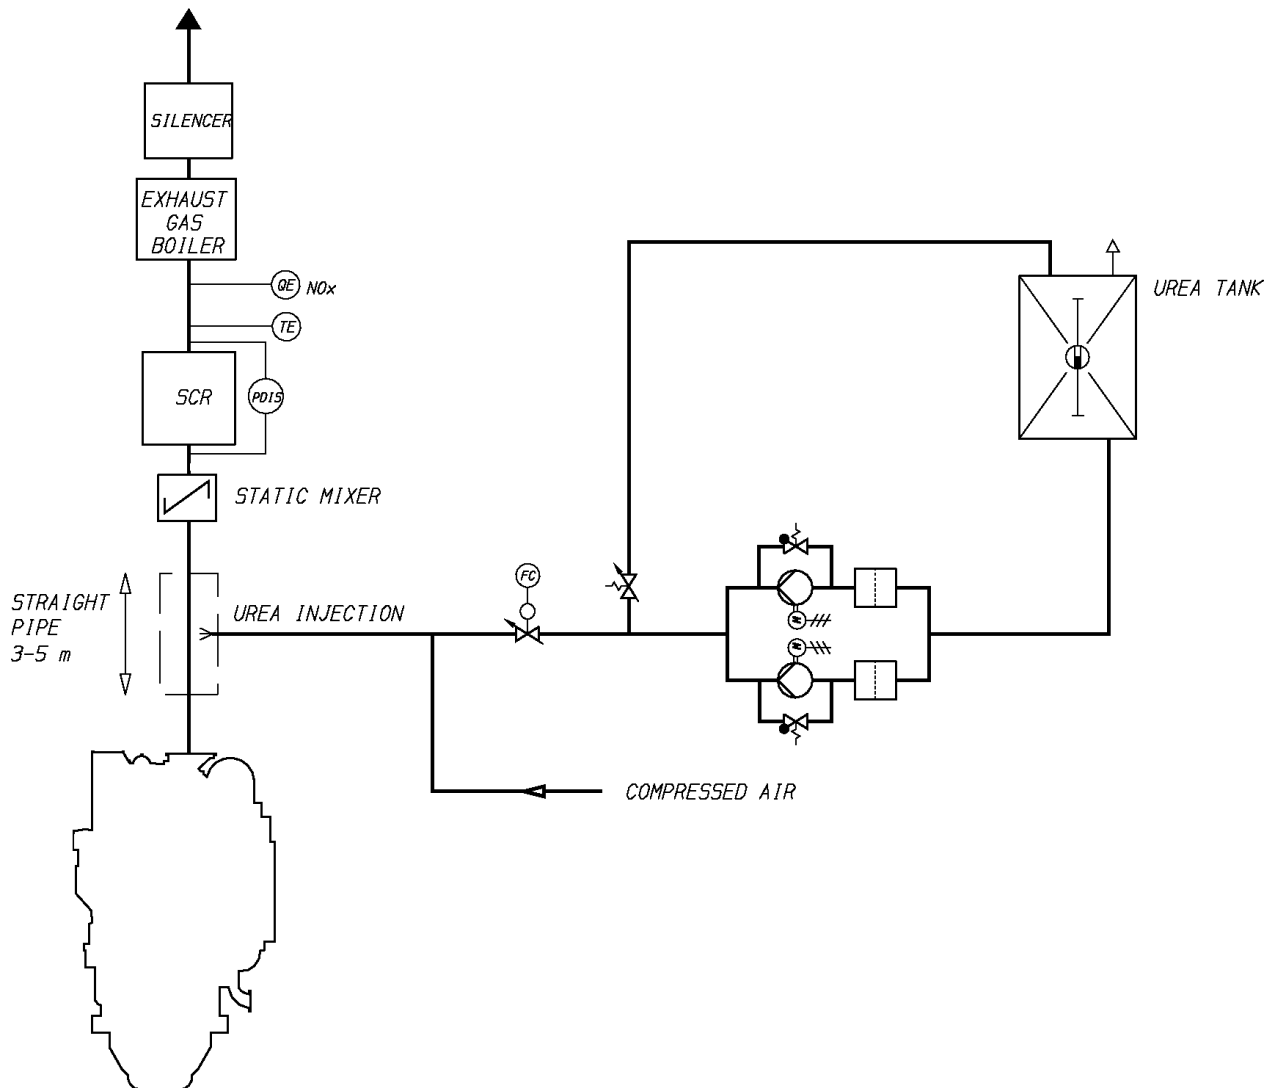 SILENCER
EXHAUST
GAS
BOILER
QE NOx
TE
UREA TANK
SCR
PDIS
STATIC MIXER
FC
STRAIGHT
PIPE
3-5 m
UREA INJECTION
M
M
COMPRESSED AIR